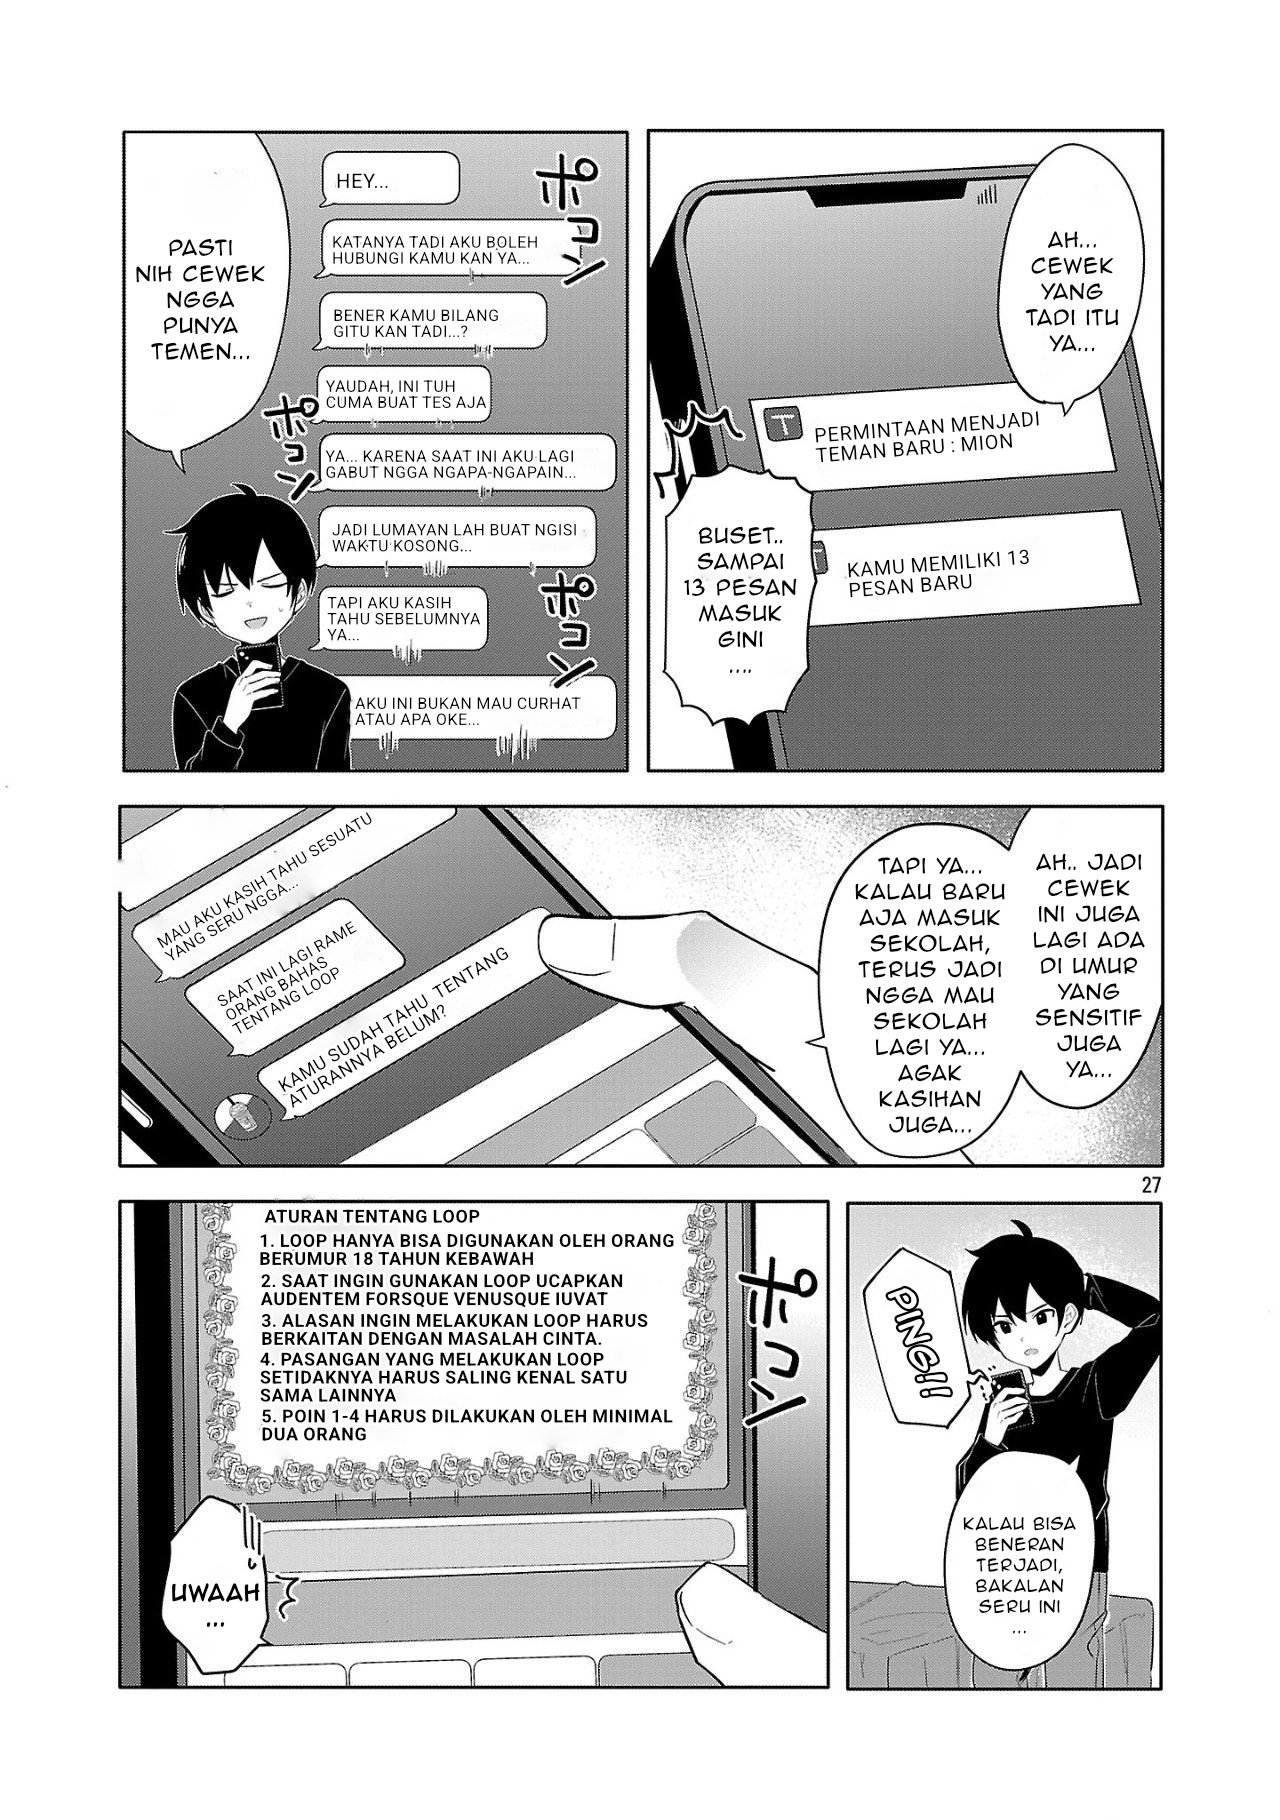 AH...
CEWEK
YANG
TADI ITU
YA...
PERMINTAAN MENJADI
TEMAN BARU : MION
KAMU MEMILIKI 13
PESAN BARU
BUSET..
SAMPAI
13 PESAN
MASUK
GINI
....
HEY...
KATANYA TADI AKU BOLEH
HUBUNGI KAMU KAN YA...
BENER KAMU BILANG
GITU KAN TADI...?
YAUDAH, INI TUH
CUMA BUAT TES AJA
YA... KARENA SAAT INI AKU LAGI
GABUT NGGA NGAPA-NGAPAIN...
JADI LUMAYAN LAH BUAT NGISI
WAKTU KOSONG...
TAPI AKU KASIH
TAHU SEBELUMNYA
YA...
AKU INI BUKAN MAU CURHAT
ATAU APA OKE...
ポコン
ポコン
ポコン
PASTI
NIH CEWEK
NGGA
PUNYA
TEMEN...
AH.. JADI
CEWEK
INI JUGA
LAGI ADA
DI UMUR
YANG
SENSITIF
JUGA
YA...
TAPI YA...
KALAU BARU
AJA MASUK
SEKOLAH,
TERUS JADI
NGGA MAU
SEKOLAH
LAGI YA...
AGAK
KASIHAN
JUGA...
MAU AKU KASIH TAHU SESUATU
YANG SERU NGGA...
SAAT INI LAGI RAME
ORANG BAHAS
TENTANG LOOP
KAMU SUDAH TAHU TENTANG
ATURANNYA BELUM?
27
PING!!
KALAU BISA
BENERAN
TERJADI,
BAKALAN
SERU INI
...
ポコン
ATURAN TENTANG LOOP
1. LOOP HANYA BISA DIGUNAKAN OLEH ORANG
BERUMUR 18 TAHUN KEBAWAH
2. SAAT INGIN GUNAKAN LOOP UCAPKAN
AUDENTEM FORSQUE VENUSQUE IUVAT
3. ALASAN INGIN MELAKUKAN LOOP HARUS
BERKAITAN DENGAN MASALAH CINTA.
4. PASANGAN YANG MELAKUKAN LOOP
SETIDAKNYA HARUS SALING KENAL SATU
SAMA LAINNYA
5. POIN 1-4 HARUS DILAKUKAN OLEH MINIMAL
DUA ORANG
UWAAH
...